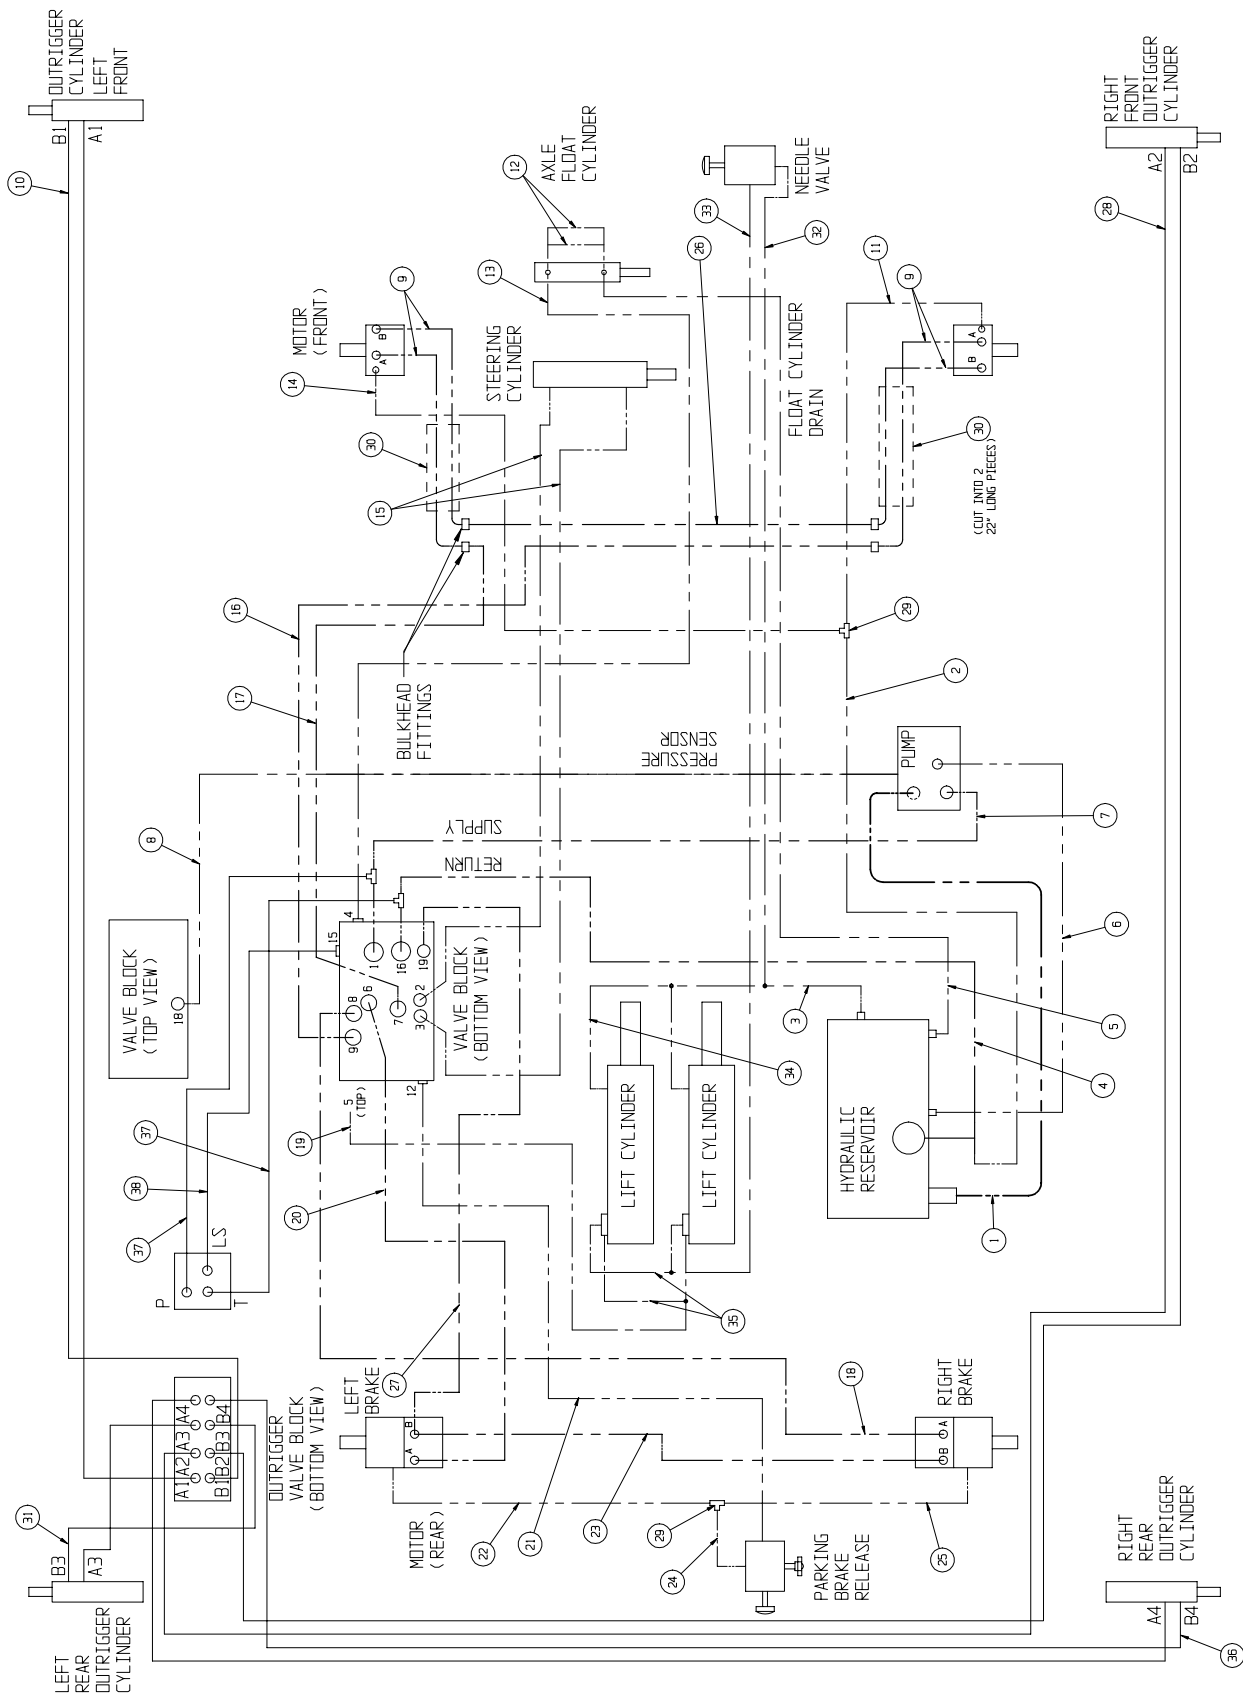 LEFT
REAR
OUTRIGGER
CYLINDER
B3
A3
31
A1
A2
A3
A4
B1
B2
B3
B4
OUTRIGGER
VALVE BLOCK
(BOTTOM VIEW)
10
B1
A1
OUTRIGGER
CYLINDER
LEFT
FRONT
P
T
LS
37
38
37
VALVE BLOCK
(TOP VIEW)
18
8
19
5
(TOP)
15
4
9
8
6
7
1
16
19
3
2
12
VALVE BLOCK
(BOTTOM VIEW)
SUPPLY
RETURN
17
16
BULKHEAD
FITTINGS
14
MOTOR
(FRONT)
A
B
9
30
15
STEERING
CYLINDER
13
12
AXLE
FLOAT
CYLINDER
MOTOR
(REAR)
LEFT
BRAKE
A
B
20
27
21
22
23
24
29
25
18
PARKING
BRAKE
RELEASE
RIGHT
BRAKE
B
A
35
34
LIFT CYLINDER
LIFT CYLINDER
3
HYDRAULIC
RESERVOIR
1
4
5
6
7
PUMP
PRESSURE
SENSOR
2
29
26
33
32
NEEDLE
VALVE
FLOAT CYLINDER
DRAIN
11
9
B
A
30
(CUT INTO 2
22" LONG PIECES)
36
A4
B4
RIGHT
REAR
OUTRIGGER
CYLINDER
28
A2
B2
RIGHT
FRONT
OUTRIGGER
CYLINDER